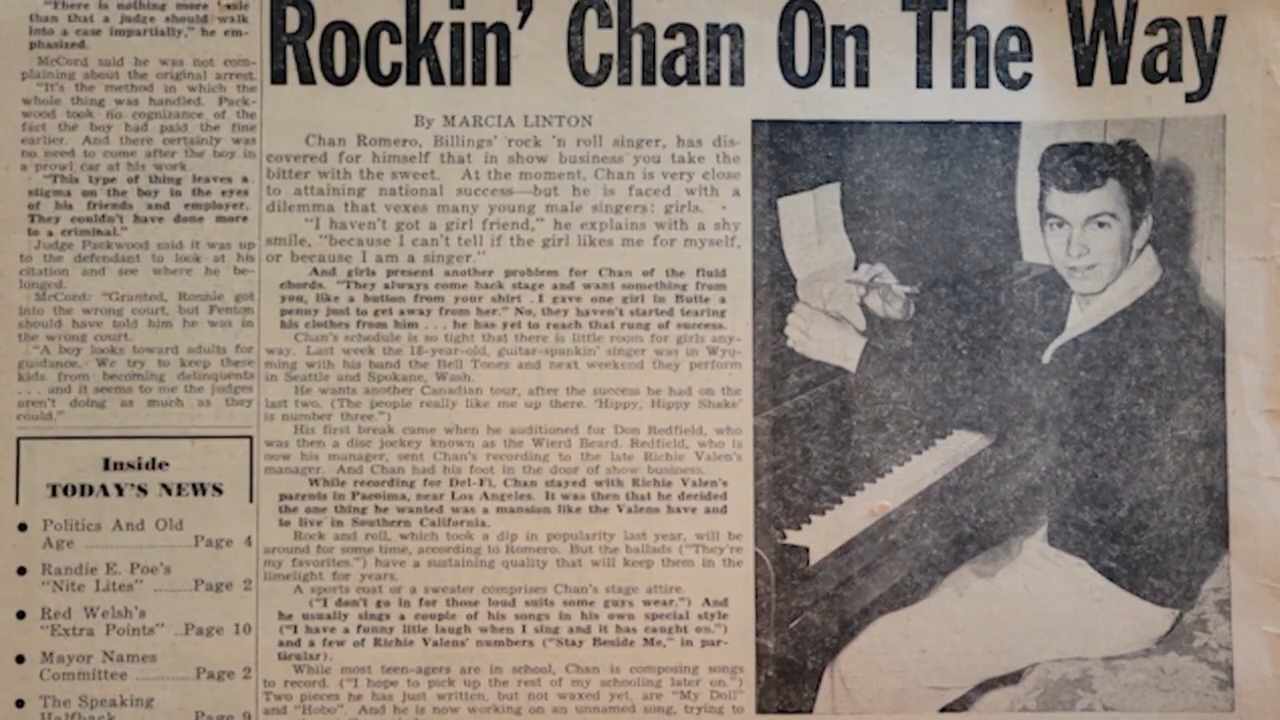 "There is nothing more
than that a judge should walk
into a case impartially," he em-
phasized.
McCord said he was not com-
plaining about the original arrest.
"It's the method in which the
whole thing was handled. Pack-
wood took no cognizance of the
fact the boy had paid the fine
earlier. And there certainly was
no need to come after the boy in
a prowl car at his work.
"This type of thing leaves a
stigma on the boy in the eyes
of his friends and employer.
They couldn't have done more
to a criminal."
Judge Packwood said it was up
to the defendant to look at his
citation and see where he be-
longed.
McCord: "Granted, Ronnie got
into the wrong court, but Fenton
should have told him he was in
the wrong court.
"A boy looks toward adults for
guidance. We try to keep these
kids from becoming delinquents
. . . and it seems to me the judges
aren't doing as much as they
could."
Inside
TODAY'S NEWS
• Politics And Old
Age ........................Page 4
• Randie E. Poe's
"Nite Lites" ........Page 2
• Red Welsh's
"Extra Points" ..Page 10
• Mayor Names
Committee ........Page 2
• The Speaking
Halfback Page 9
Rockin' Chan On The Way
By MARCIA LINTON
Chan Romero, Billings' rock 'n roll singer, has dis-
covered for himself that in show business you take the
bitter with the sweet. At the moment, Chan is very close
to attaining national success—but he is faced with a
dilemma that vexes many young male singers: girls.
"I haven't got a girl friend," he explains with a shy
smile, "because I can't tell if the girl likes me for myself,
or because I am a singer."
And girls present another problem for Chan of the fluid
chords. "They always come back stage and want something from
you, like a button from your shirt . I gave one girl in Butte a
penny just to get away from her." No, they haven't started tearing
his clothes from him . . . he has yet to reach that rung of success.
Chan's schedule is so tight that there is little room for girls any-
way. Last week the 18-year-old, guitar-spankin' singer was in Wyo-
ming with his band the Bell Tones and next weekend they perform
in Seattle and Spokane, Wash.
He wants another Canadian tour, after the success he had on the
last two. (The people really like me up there. 'Hippy, Hippy Shake'
is number three.")
His first break came when he auditioned for Don Redfield, who
was then a disc jockey known as the Wierd Beard. Redfield, who is
now his manager, sent Chan's recording to the late Richie Valen's
manager. And Chan had his foot in the door of show business.
While recording for Del-Fi, Chan stayed with Richie Valen's
parents in Pacoima, near Los Angeles. It was then that he decided
the one thing he wanted was a mansion like the Valens have and
to live in Southern California.
Rock and roll, which took a dip in popularity last year, will be
around for some time, according to Romero. But the ballads ("They're
my favorites.") have a sustaining quality that will keep them in the
limelight for years.
A sports coat or a sweater comprises Chan's stage attire.
("I don't go in for those loud suits some guys wear.") And
he usually sings a couple of his songs in his own special style
("I have a funny litle laugh when I sing and it has caught on.")
and a few of Richie Valens' numbers ("Stay Beside Me," in par-
ticular).
While most teen-agers are in school, Chan is composing songs
to record. ("I hope to pick up the rest of my schooling later on.")
Two pieces he has just written, but not waxed yet, are "My Doll"
and "Hobo". And he is now working on an unnamed song, trying to